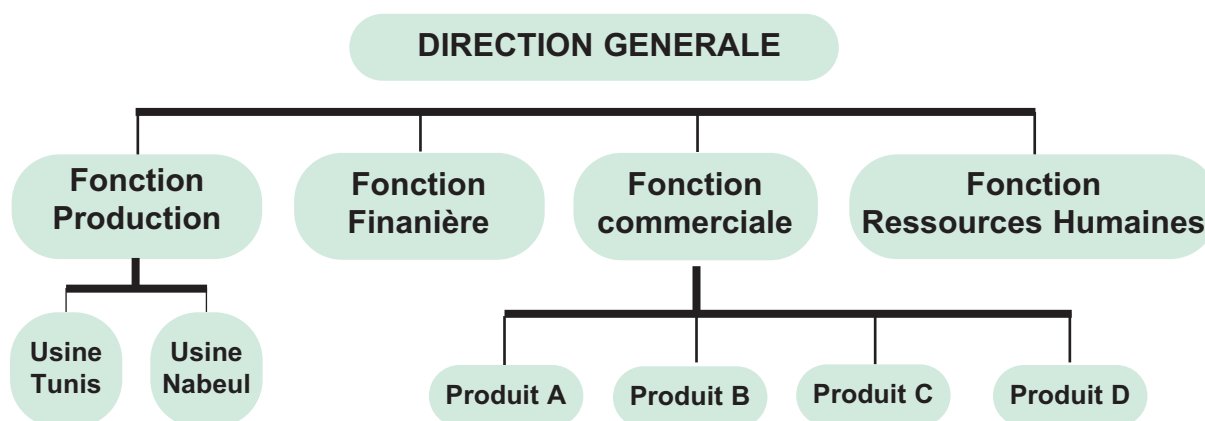 DIRECTION GENERALE
Fonction
Production
Fonction
Finanière
Fonction
commerciale
Fonction
Ressources Humaines
Usine
Tunis
Usine
Nabeul
Produit A
Produit B
Produit C
Produit D